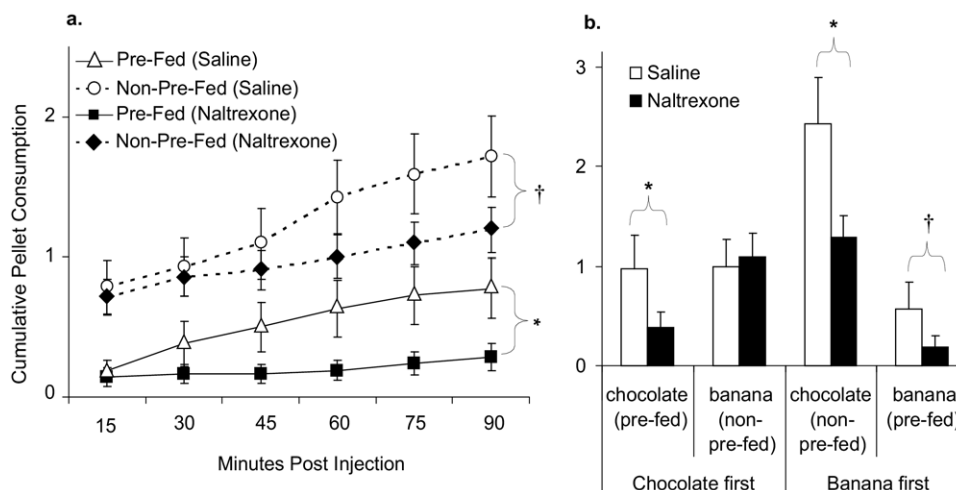 a.
Pre-Fed (Saline)
Non-Pre-Fed (Saline)
Pre-Fed (Naltrexone)
Non-Pre-Fed (Naltrexone)
Cumulative Pellet Consumption
2
1
0
†
*
15 30 45 60 75 90
Minutes Post Injection
b.
3
2
1
0
Saline
Naltrexone
*
*
†
chocolate
(pre-fed)
banana
(non-
pre-fed)
chocolate
(non-
pre-fed)
banana
(pre-fed)
Chocolate first
Banana first